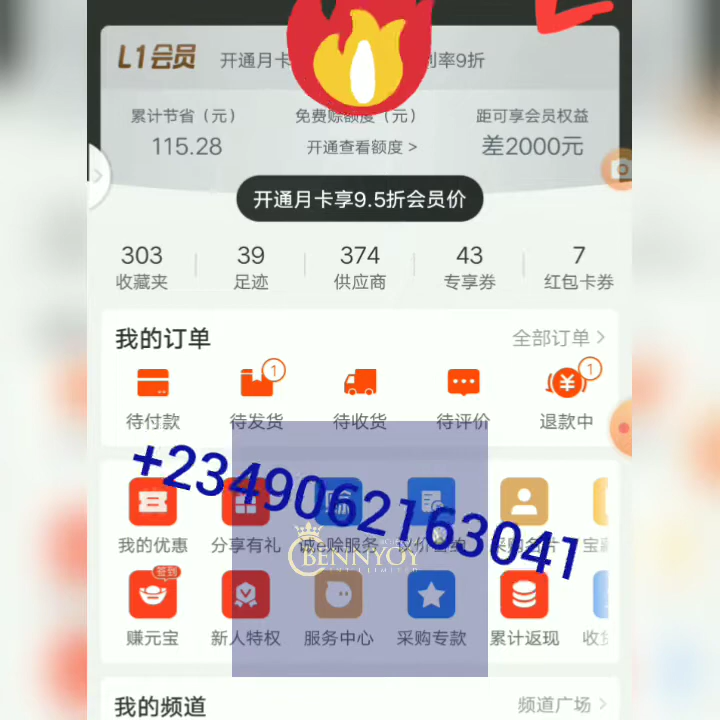 L1会员 开通月卡 利率9折
累计节省（元） 免费赊额度（元） 距可享会员权益
115.28 开通查看额度 > 差2000元
开通月卡享9.5折会员价
303 39 374 43 7
收藏夹 足迹 供应商 专享券 红包卡券
我的订单 全部订单 >
1 1
待付款 待发货 待收货 待评价 退款中
+2349062163041
我的优惠 分享有礼 诚e赊服务
BENNYOY
签到
赚元宝 新人特权 服务中心 采购专款 累计返现 收货
我的频道 频道广场 >